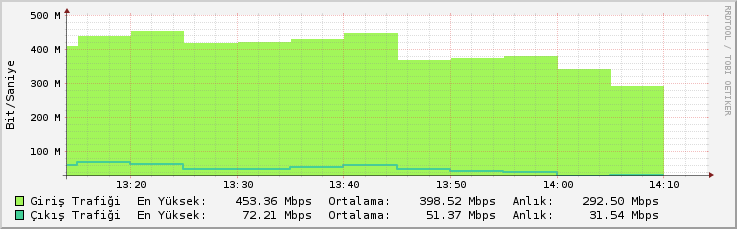 500 M
400 M
300 M
200 M
100 M
Bit/Saniye
RRDTOOL / TOBI OETIKER
13:20 13:30 13:40 13:50 14:00 14:10
Giriş Trafiği En Yüksek: 453.36 Mbps Ortalama: 398.52 Mbps Anlık: 292.50 Mbps
Çıkış Trafiği En Yüksek: 72.21 Mbps Ortalama: 51.37 Mbps Anlık: 31.54 Mbps